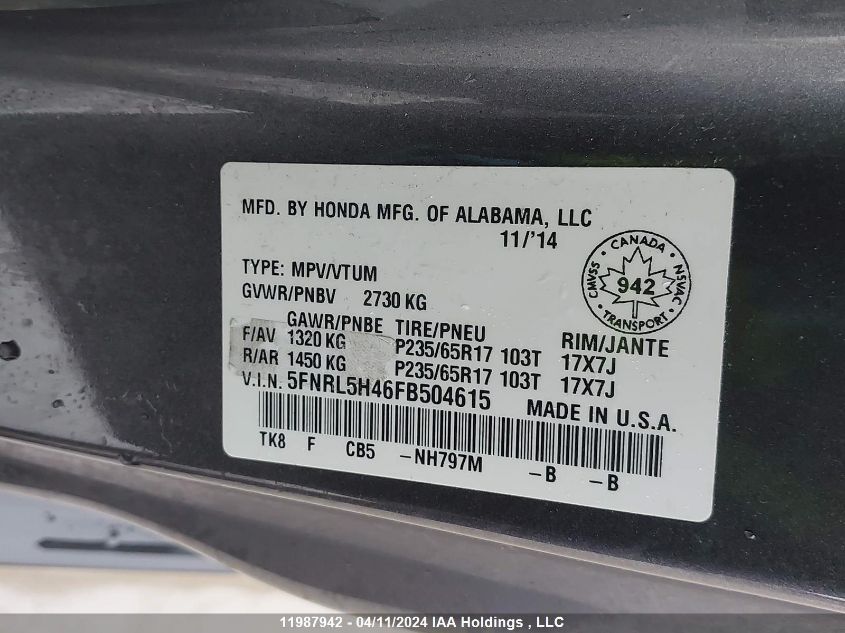 MFD. BY HONDA MFG. OF ALABAMA, LLC
11/'14
TYPE: MPV/VTUM
GVWR/PNBV 2730 KG
GAWR/PNBE TIRE/PNEU RIM/JANTE
F/AV 1320 KG P235/65R17 103T 17X7J
R/AR 1450 KG P235/65R17 103T 17X7J
V.I.N. 5FNRL5H46FB504615 MADE IN U.S.A.
TK8 F CB5 -NH797M -B -B
CANADA
CMVSS 942 NSVAC
TRANSPORT
11987942 - 04/11/2024 IAA Holdings , LLC